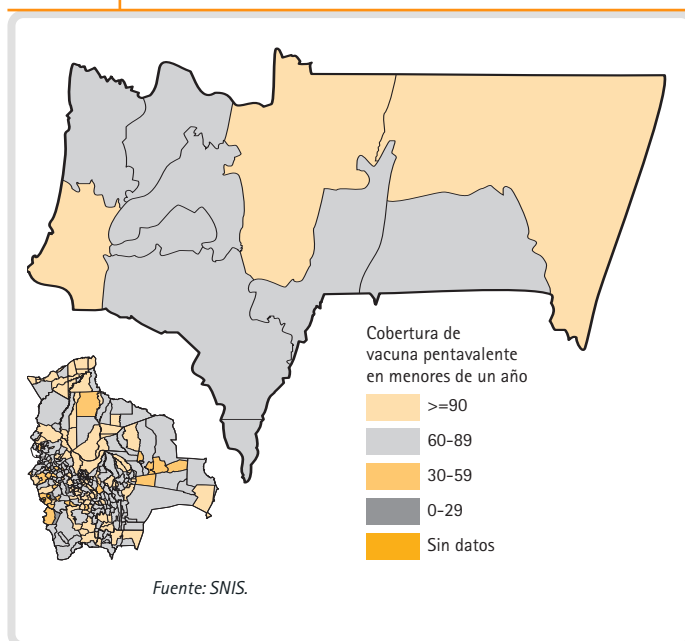 Cobertura de
vacuna pentavalente
en menores de un año
>=90
60-89
30-59
0-29
Sin datos
Fuente: SNIS.